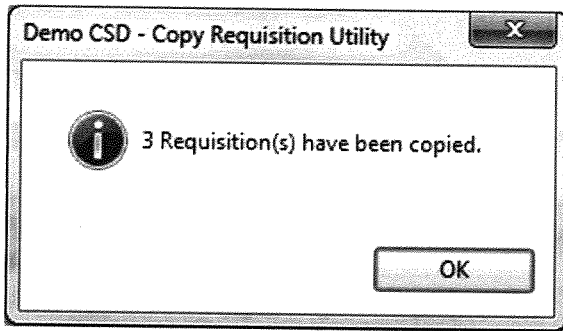 Demo CSD - Copy Requisition Utility
3 Requisition(s) have been copied.
OK